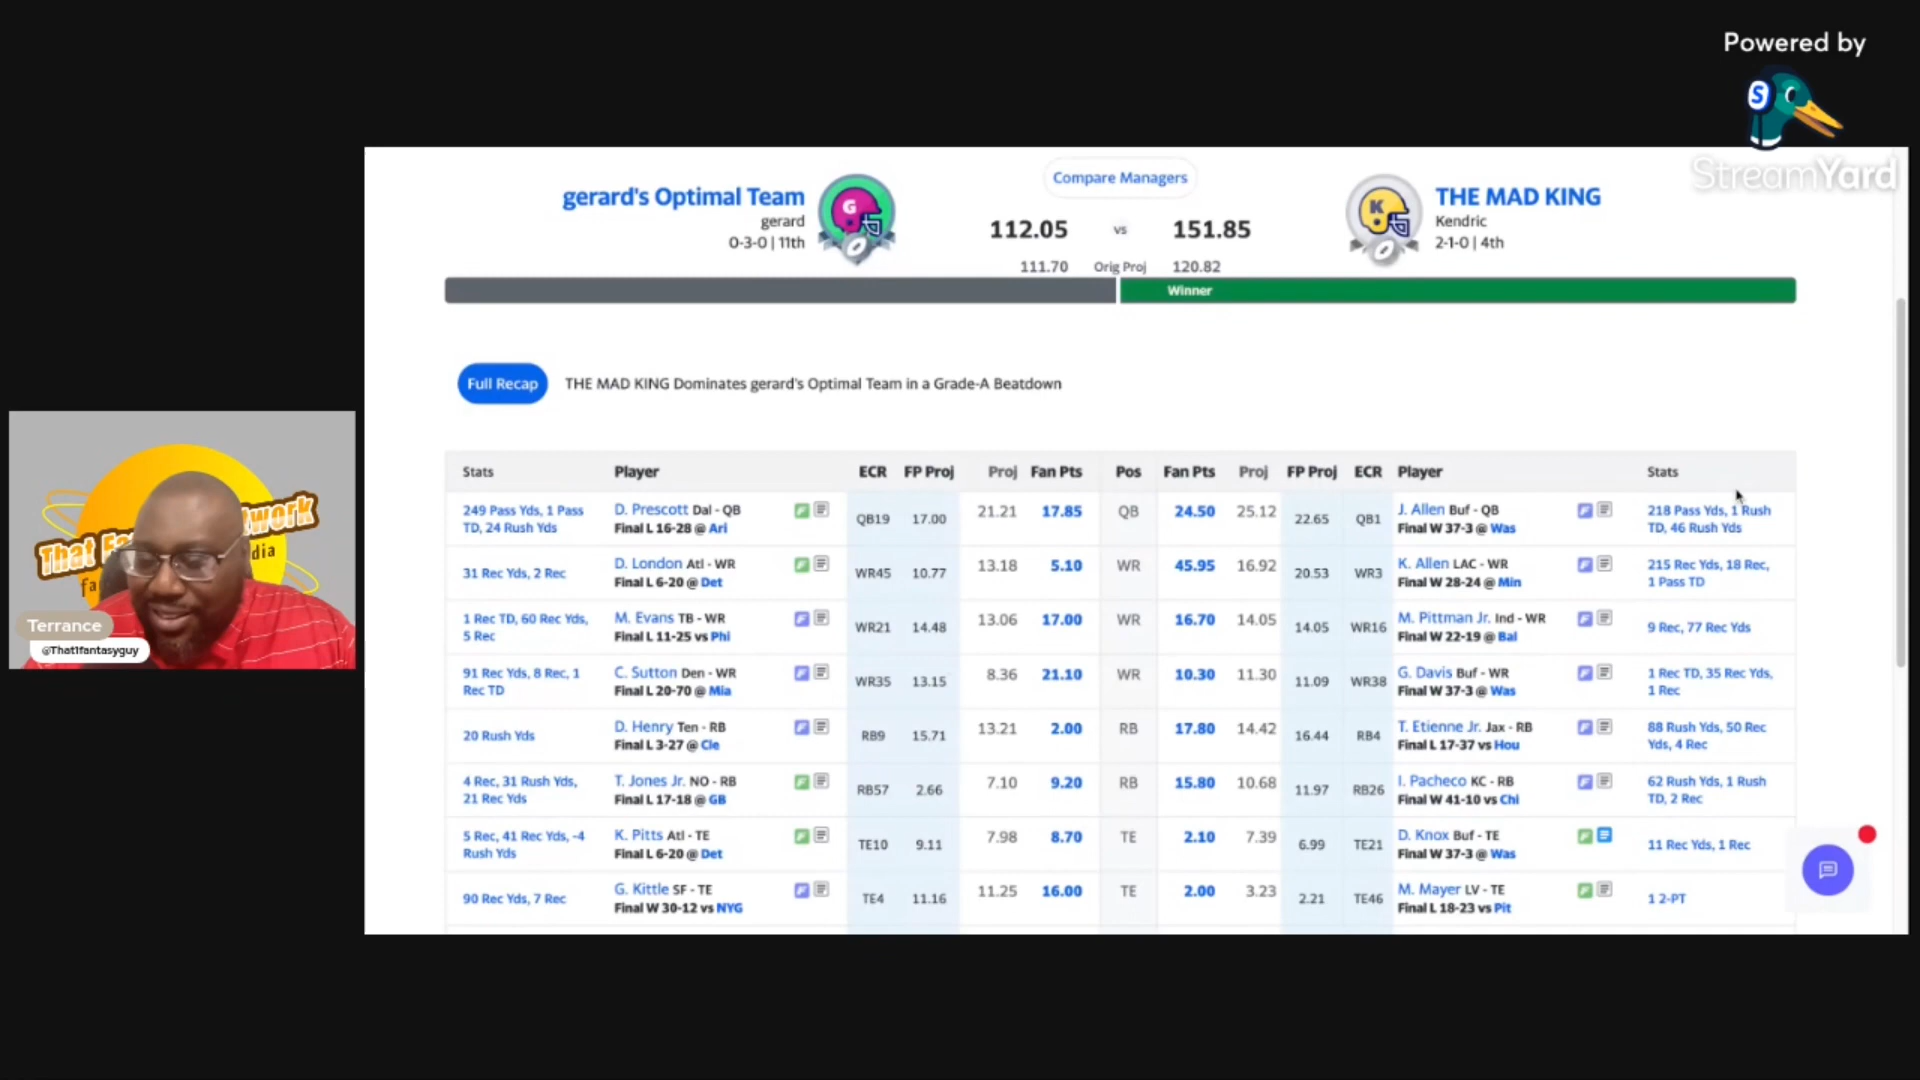 Powered by
StreamYard
Compare Managers
gerard's Optimal Team
gerard
0-3-0 | 11th
G
112.05 vs 151.85
111.70 Orig Proj 120.82
K
THE MAD KING
Kendric
2-1-0 | 4th
Winner
Full Recap THE MAD KING Dominates gerard's Optimal Team in a Grade-A Beatdown
Stats Player ECR FP Proj Proj Fan Pts Pos Fan Pts Proj FP Proj ECR Player Stats
249 Pass Yds, 1 Pass TD, 24 Rush Yds D. Prescott Dal - QB Final L 16-28 @ Ari QB19 17.00 21.21 17.85 QB 24.50 25.12 22.65 QB1 J. Allen Buf - QB Final W 37-3 @ Was 218 Pass Yds, 1 Rush TD, 46 Rush Yds
31 Rec Yds, 2 Rec D. London Atl - WR Final L 6-20 @ Det WR45 10.77 13.18 5.10 WR 45.95 16.92 20.53 WR3 K. Allen LAC - WR Final W 28-24 @ Min 215 Rec Yds, 18 Rec, 1 Pass TD
1 Rec TD, 60 Rec Yds, 5 Rec M. Evans TB - WR Final L 11-25 vs Phi WR21 14.48 13.06 17.00 WR 16.70 14.05 14.05 WR16 M. Pittman Jr. Ind - WR Final W 22-19 @ Bal 9 Rec, 77 Rec Yds
91 Rec Yds, 8 Rec, 1 Rec TD C. Sutton Den - WR Final L 20-70 @ Mia WR35 13.15 8.36 21.10 WR 10.30 11.30 11.09 WR38 G. Davis Buf - WR Final W 37-3 @ Was 1 Rec TD, 35 Rec Yds, 1 Rec
20 Rush Yds D. Henry Ten - RB Final L 3-27 @ Cle RB9 15.71 13.21 2.00 RB 17.80 14.42 16.44 RB4 T. Etienne Jr. Jax - RB Final L 17-37 vs Hou 88 Rush Yds, 50 Rec Yds, 4 Rec
4 Rec, 31 Rush Yds, 21 Rec Yds T. Jones Jr. NO - RB Final L 17-18 @ GB RB57 2.66 7.10 9.20 RB 15.80 10.68 11.97 RB26 I. Pacheco KC - RB Final W 41-10 vs Chi 62 Rush Yds, 1 Rush TD, 2 Rec
5 Rec, 41 Rec Yds, -4 Rush Yds K. Pitts Atl - TE Final L 6-20 @ Det TE10 9.11 7.98 8.70 TE 2.10 7.39 6.99 TE21 D. Knox Buf - TE Final W 37-3 @ Was 11 Rec Yds, 1 Rec
90 Rec Yds, 7 Rec G. Kittle SF - TE Final W 30-12 vs NYG TE4 11.16 11.25 16.00 TE 2.00 3.23 2.21 TE46 M. Mayer LV - TE Final L 18-23 vs Pit 1 2-PT
That
Terrance
@That1fantasyguy